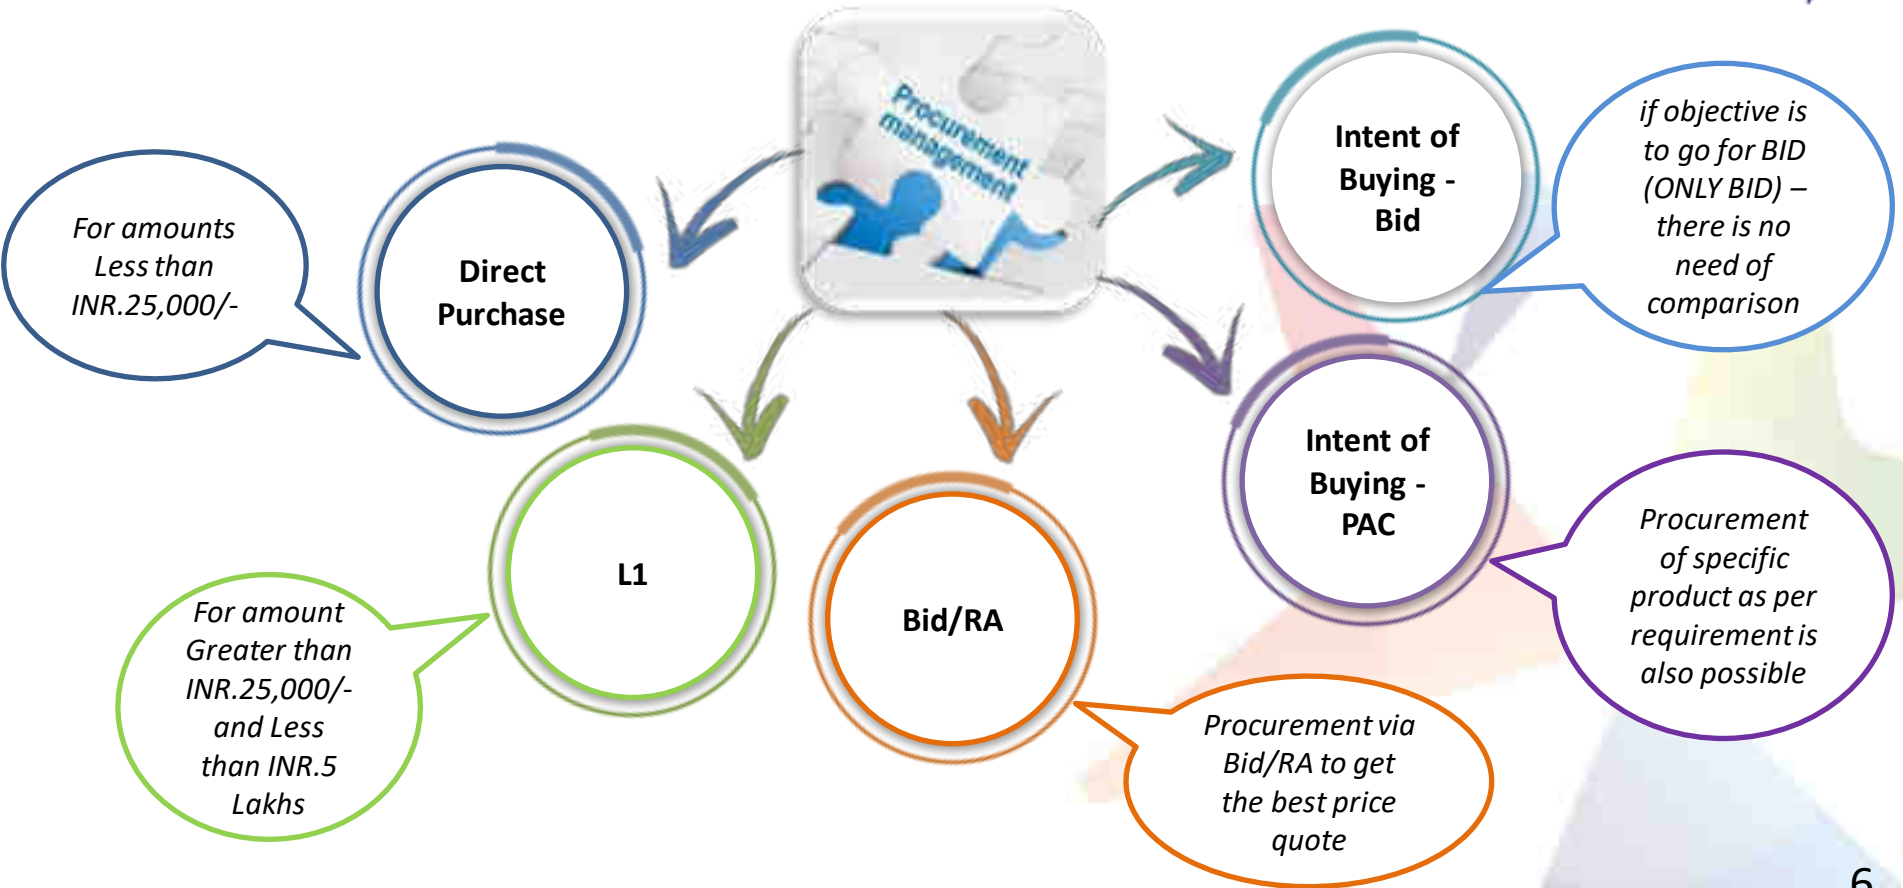 Procurement
management
Intent of
Buying -
Bid
if objective is
to go for BID
(ONLY BID) –
there is no
need of
comparison
For amounts
Less than
INR.25,000/-
Direct
Purchase
Intent of
Buying -
PAC
Procurement
of specific
product as per
requirement is
also possible
L1
For amount
Greater than
INR.25,000/-
and Less
than INR.5
Lakhs
Bid/RA
Procurement via
Bid/RA to get
the best price
quote
6